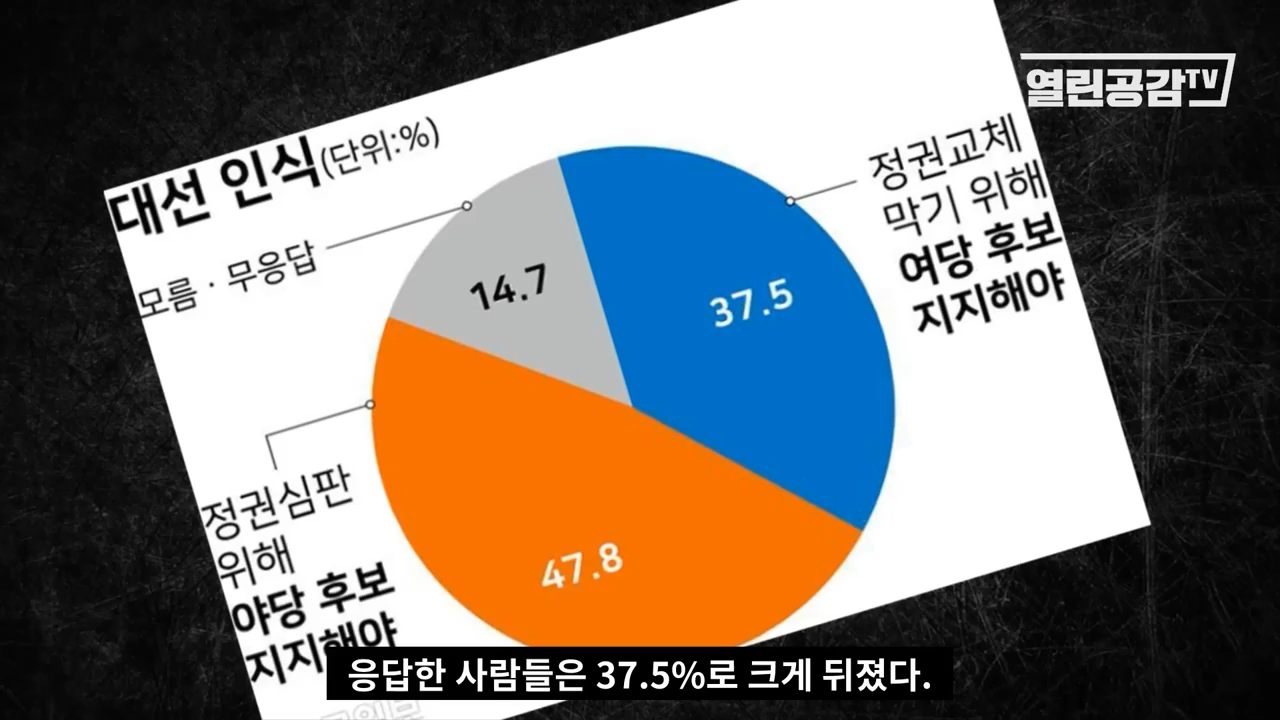 열린공감TV
대선 인식(단위:%)
모름·무응답
14.7
37.5
정권교체
막기 위해
여당 후보
지지해야
47.8
정권심판
위해
야당 후보
지지해야
응답한 사람들은 37.5%로 크게 뒤졌다.